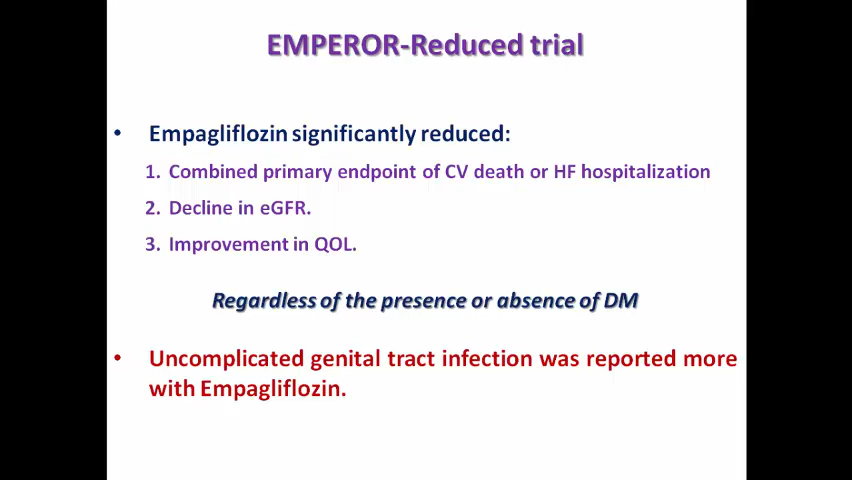 EMPEROR-Reduced trial
• Empagliflozin significantly reduced:
1. Combined primary endpoint of CV death or HF hospitalization
2. Decline in eGFR.
3. Improvement in QOL.
Regardless of the presence or absence of DM
• Uncomplicated genital tract infection was reported more
with Empagliflozin.